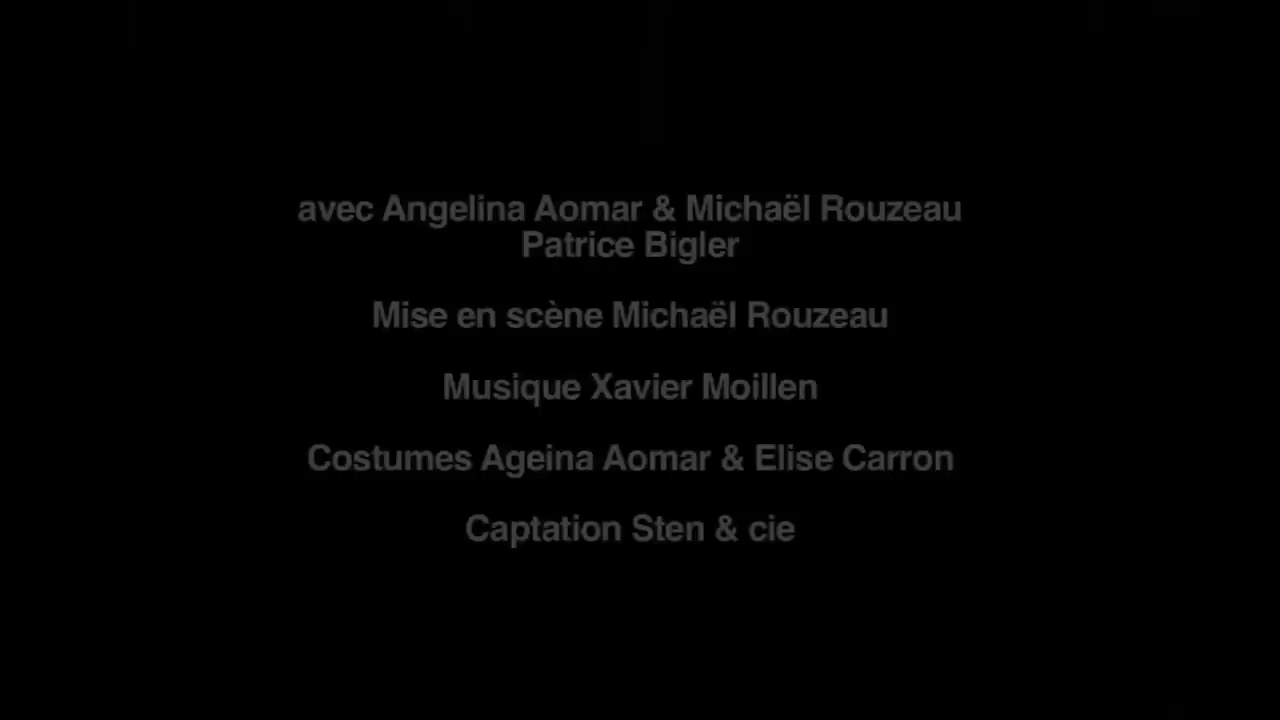 avec Angelina Aomar & Michaël Rouzeau
Patrice Bigler
Mise en scène Michaël Rouzeau
Musique Xavier Moillen
Costumes Ageina Aomar & Elise Carron
Captation Sten & cie